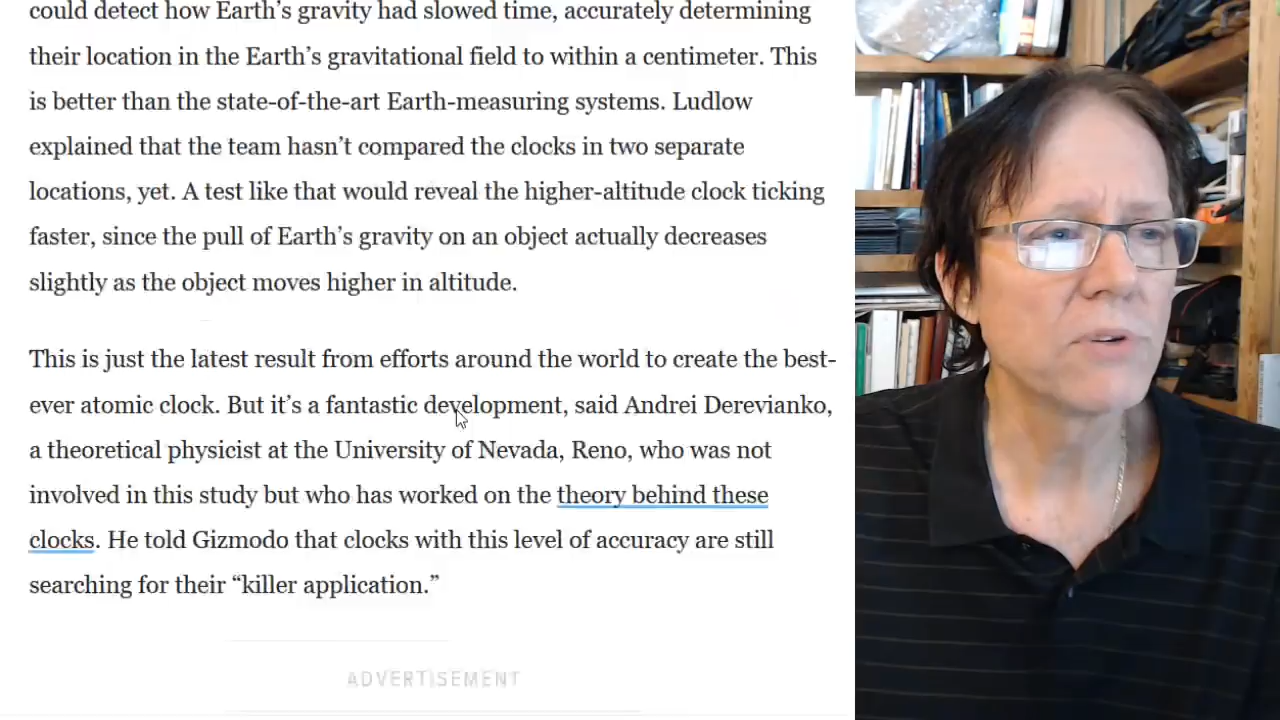 could detect how Earth’s gravity had slowed time, accurately determining
their location in the Earth’s gravitational field to within a centimeter. This
is better than the state-of-the-art Earth-measuring systems. Ludlow
explained that the team hasn’t compared the clocks in two separate
locations, yet. A test like that would reveal the higher-altitude clock ticking
faster, since the pull of Earth’s gravity on an object actually decreases
slightly as the object moves higher in altitude.
This is just the latest result from efforts around the world to create the best-
ever atomic clock. But it’s a fantastic development, said Andrei Derevianko,
a theoretical physicist at the University of Nevada, Reno, who was not
involved in this study but who has worked on the theory behind these
clocks. He told Gizmodo that clocks with this level of accuracy are still
searching for their “killer application.”
ADVERTISEMENT